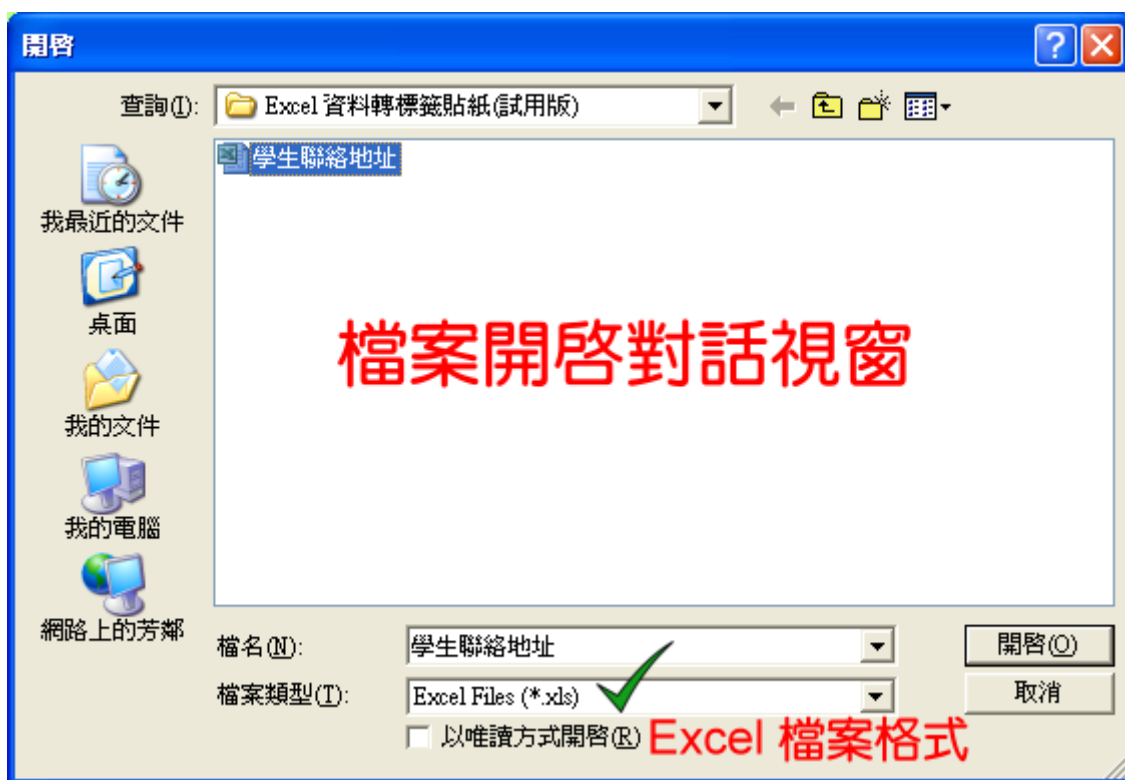 開啓
查詢(I): Excel 資料轉標籤貼紙(試用版)
學生聯絡地址
我最近的文件
桌面
我的文件
我的電腦
網路上的芳鄰
檔案開啓對話視窗
檔名(N): 學生聯絡地址 開啓(O)
檔案類型(T): Excel Files (*.xls) 取消
以唯讀方式開啓(R) Excel 檔案格式